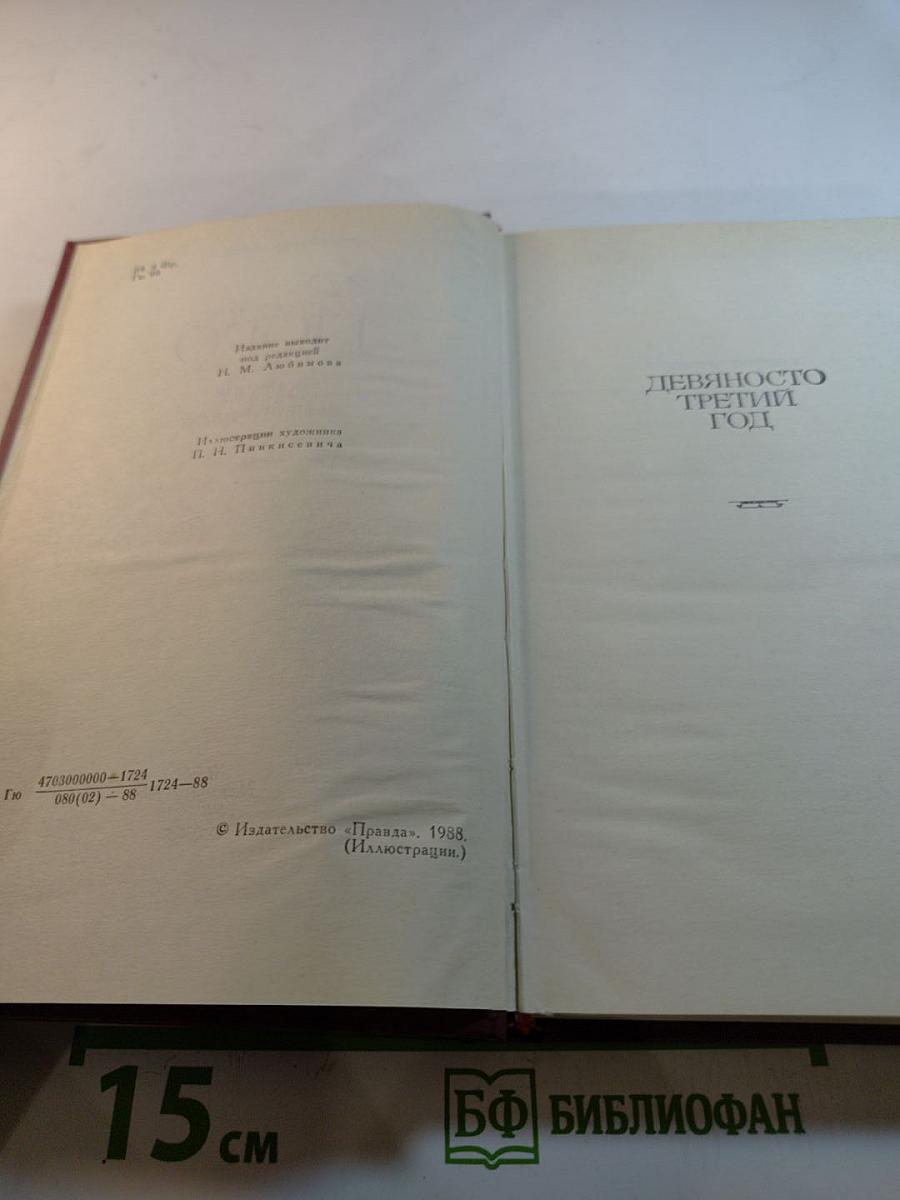 Издание выходит
под редакцией
Н. М. Любимова
Иллюстрации художника
П. Н. Пинкисевича
Гю 4703000000—1724
080(02) — 88
1724—88
© Издательство «Правда». 1988.
(Иллюстрации.)
ДЕВЯНОСТО
ТРЕТИЙ
ГОД
15 см
БФ БИБЛИОФАН